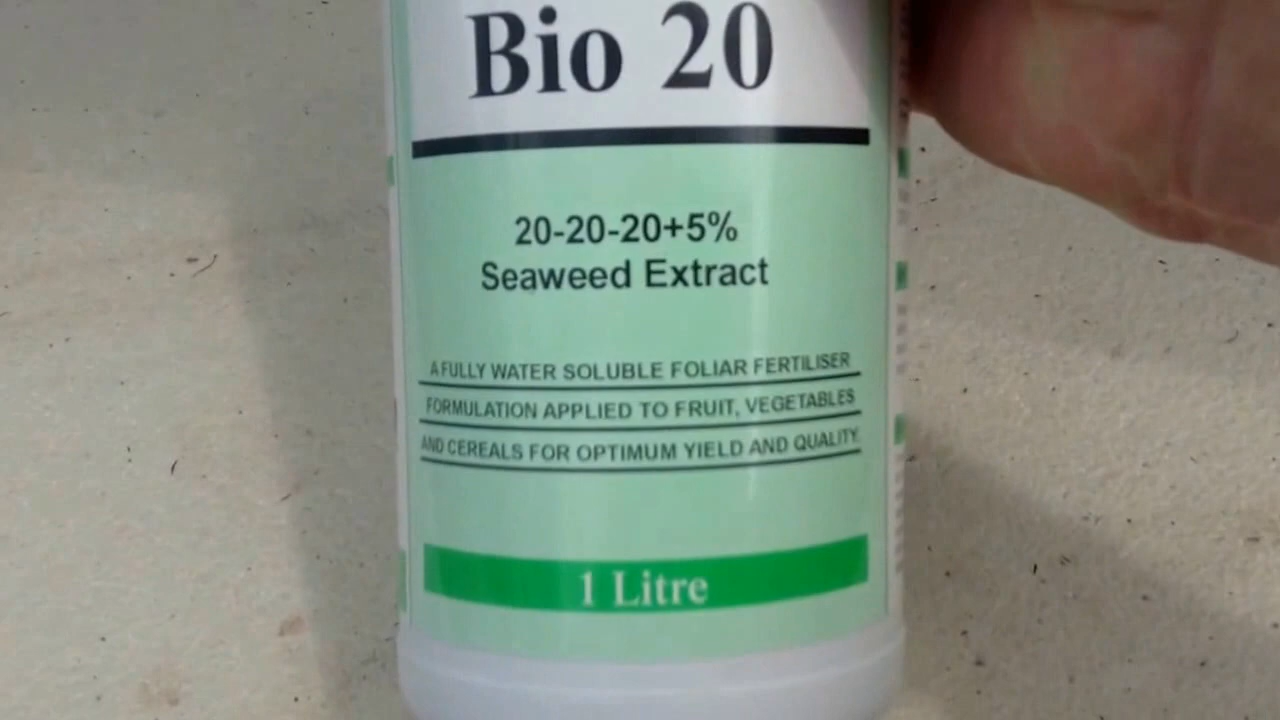 Bio 20
20-20-20+5%
Seaweed Extract
A FULLY WATER SOLUBLE FOLIAR FERTILISER
FORMULATION APPLIED TO FRUIT, VEGETABLES
AND CEREALS FOR OPTIMUM YIELD AND QUALITY.
1 Litre